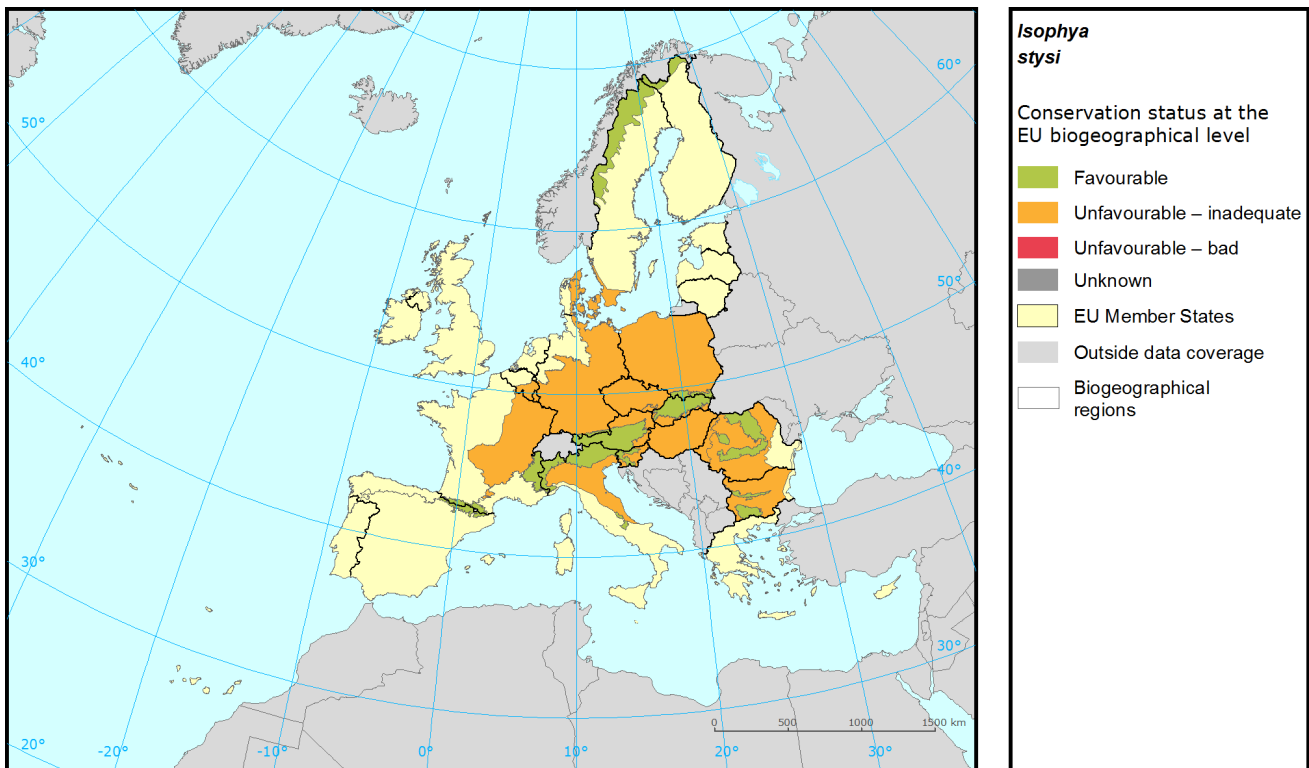 60°
50°
50°
40°
40°
30°
30°
20°
-20°
-10°
0°
10°
20°
30°
0 500 1000 1500 km
Isophya
stysi
Conservation status at the
EU biogeographical level
Favourable
Unfavourable – inadequate
Unfavourable – bad
Unknown
EU Member States
Outside data coverage
Biogeographical
regions